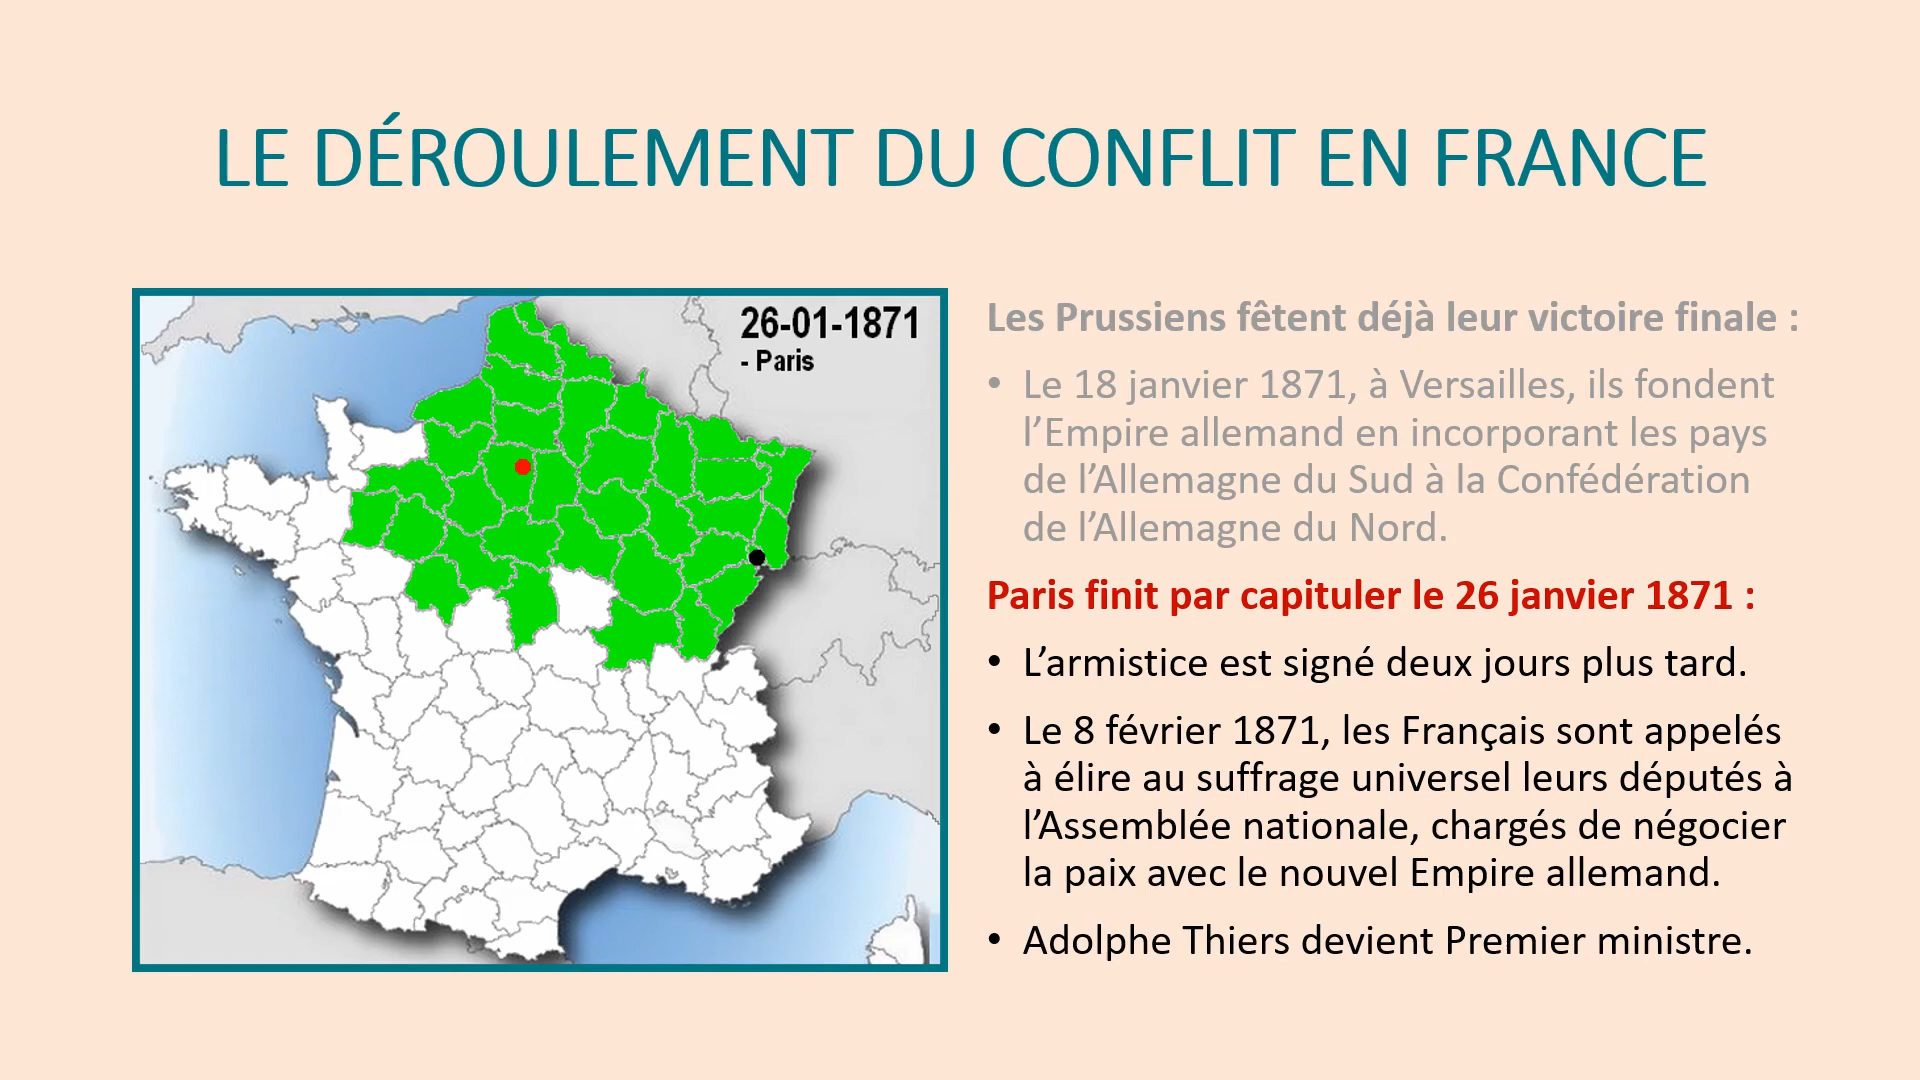 LE DÉROULEMENT DU CONFLIT EN FRANCE
26-01-1871
- Paris
Les Prussiens fêtent déjà leur victoire finale :
• Le 18 janvier 1871, à Versailles, ils fondent
l’Empire allemand en incorporant les pays
de l’Allemagne du Sud à la Confédération
de l’Allemagne du Nord.
Paris finit par capituler le 26 janvier 1871 :
• L’armistice est signé deux jours plus tard.
• Le 8 février 1871, les Français sont appelés
à élire au suffrage universel leurs députés à
l’Assemblée nationale, chargés de négocier
la paix avec le nouvel Empire allemand.
• Adolphe Thiers devient Premier ministre.